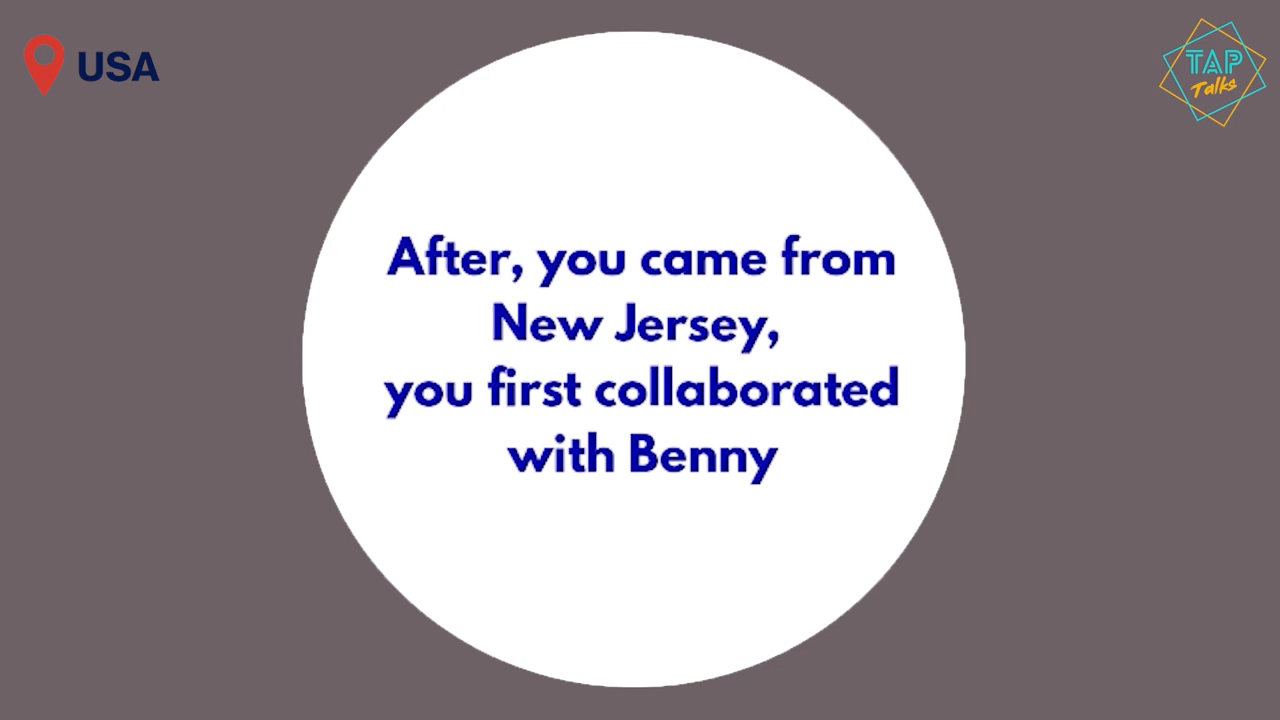 USA
TAP
Talks
After, you came from
New Jersey,
you first collaborated
with Benny